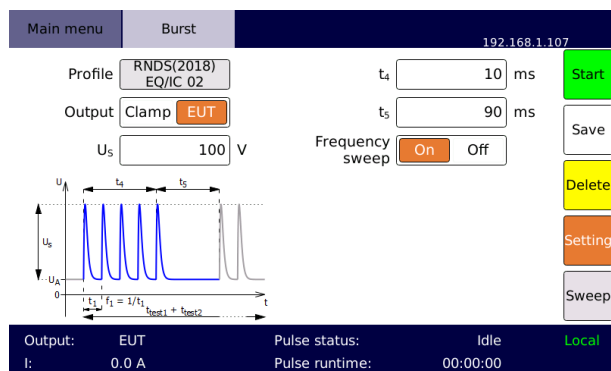 Main menu
Burst
192.168.1.107
Profile
RNDS(2018)
EQ/IC 02
Output
Clamp
EUT
US
100
V
t4
10
ms
t5
90
ms
Frequency
sweep
On
Off
Start
Save
Delete
Setting
Sweep
U
t4
t5
Us
UA
0
t
t1
f1 = 1/t1
ttest1 + ttest2
Output:
EUT
Pulse status:
Idle
Local
I:
0.0 A
Pulse runtime:
00:00:00